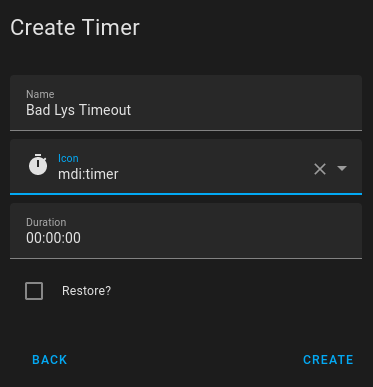 Create Timer
Name
Bad Lys Timeout
Icon
mdi:timer
Duration
00:00:00
Restore?
BACK CREATE